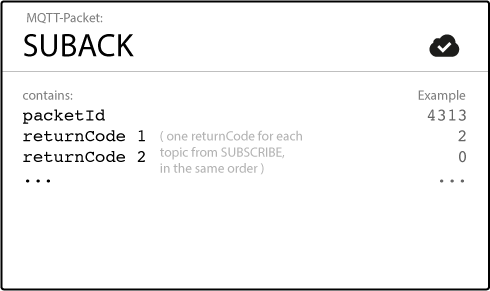 MQTT-Packet:
SUBACK
contains: Example
packetId 4313
returnCode 1 ( one returnCode for each 2
returnCode 2 topic from SUBSCRIBE, 0
in the same order )
... ...